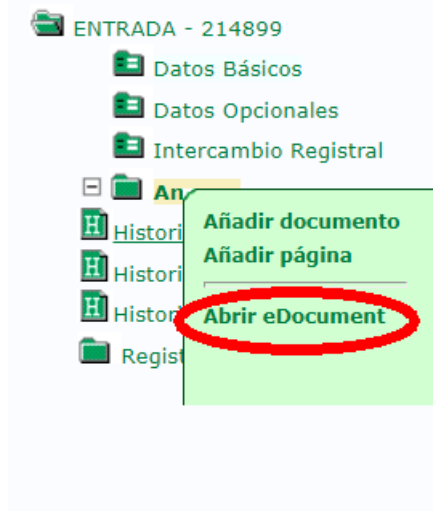 ENTRADA - 214899
Datos Básicos
Datos Opcionales
Intercambio Registral
An
Histori
Histori
Histor
Regist
Añadir documento
Añadir página
Abrir eDocument